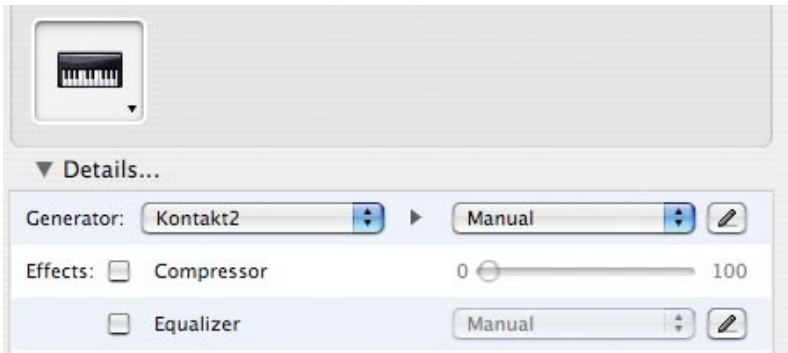 Details...
Generator: Kontakt2 Manual
Effects: Compressor 0 100
Equalizer Manual